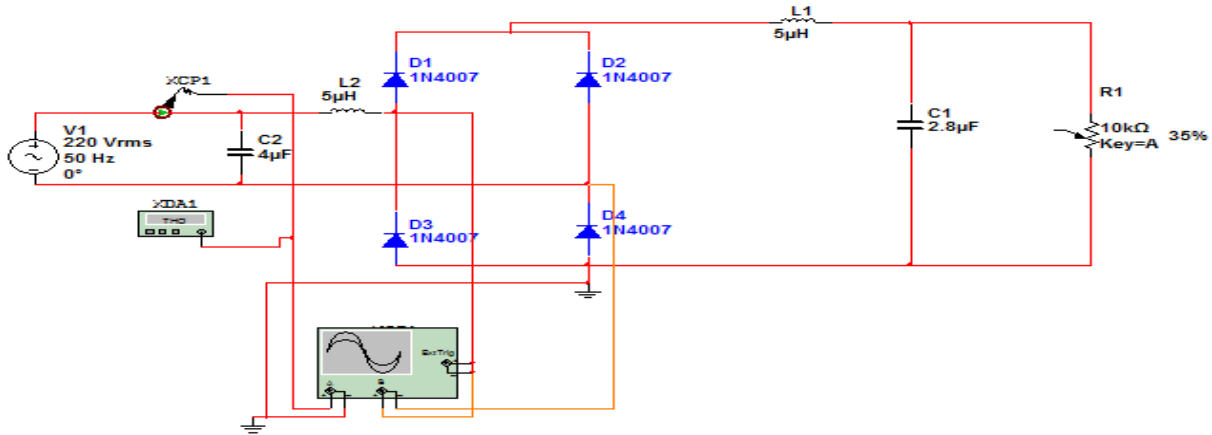 L1
5µH
D1
1N4007
D2
1N4007
XCP1
L2
5µH
R1
V1
220 Vrms
50 Hz
0°
C2
4µF
C1
2.8µF
10kΩ
Key=A
35%
XDA1
THD
D3
1N4007
D4
1N4007
Ext Trig
A
B